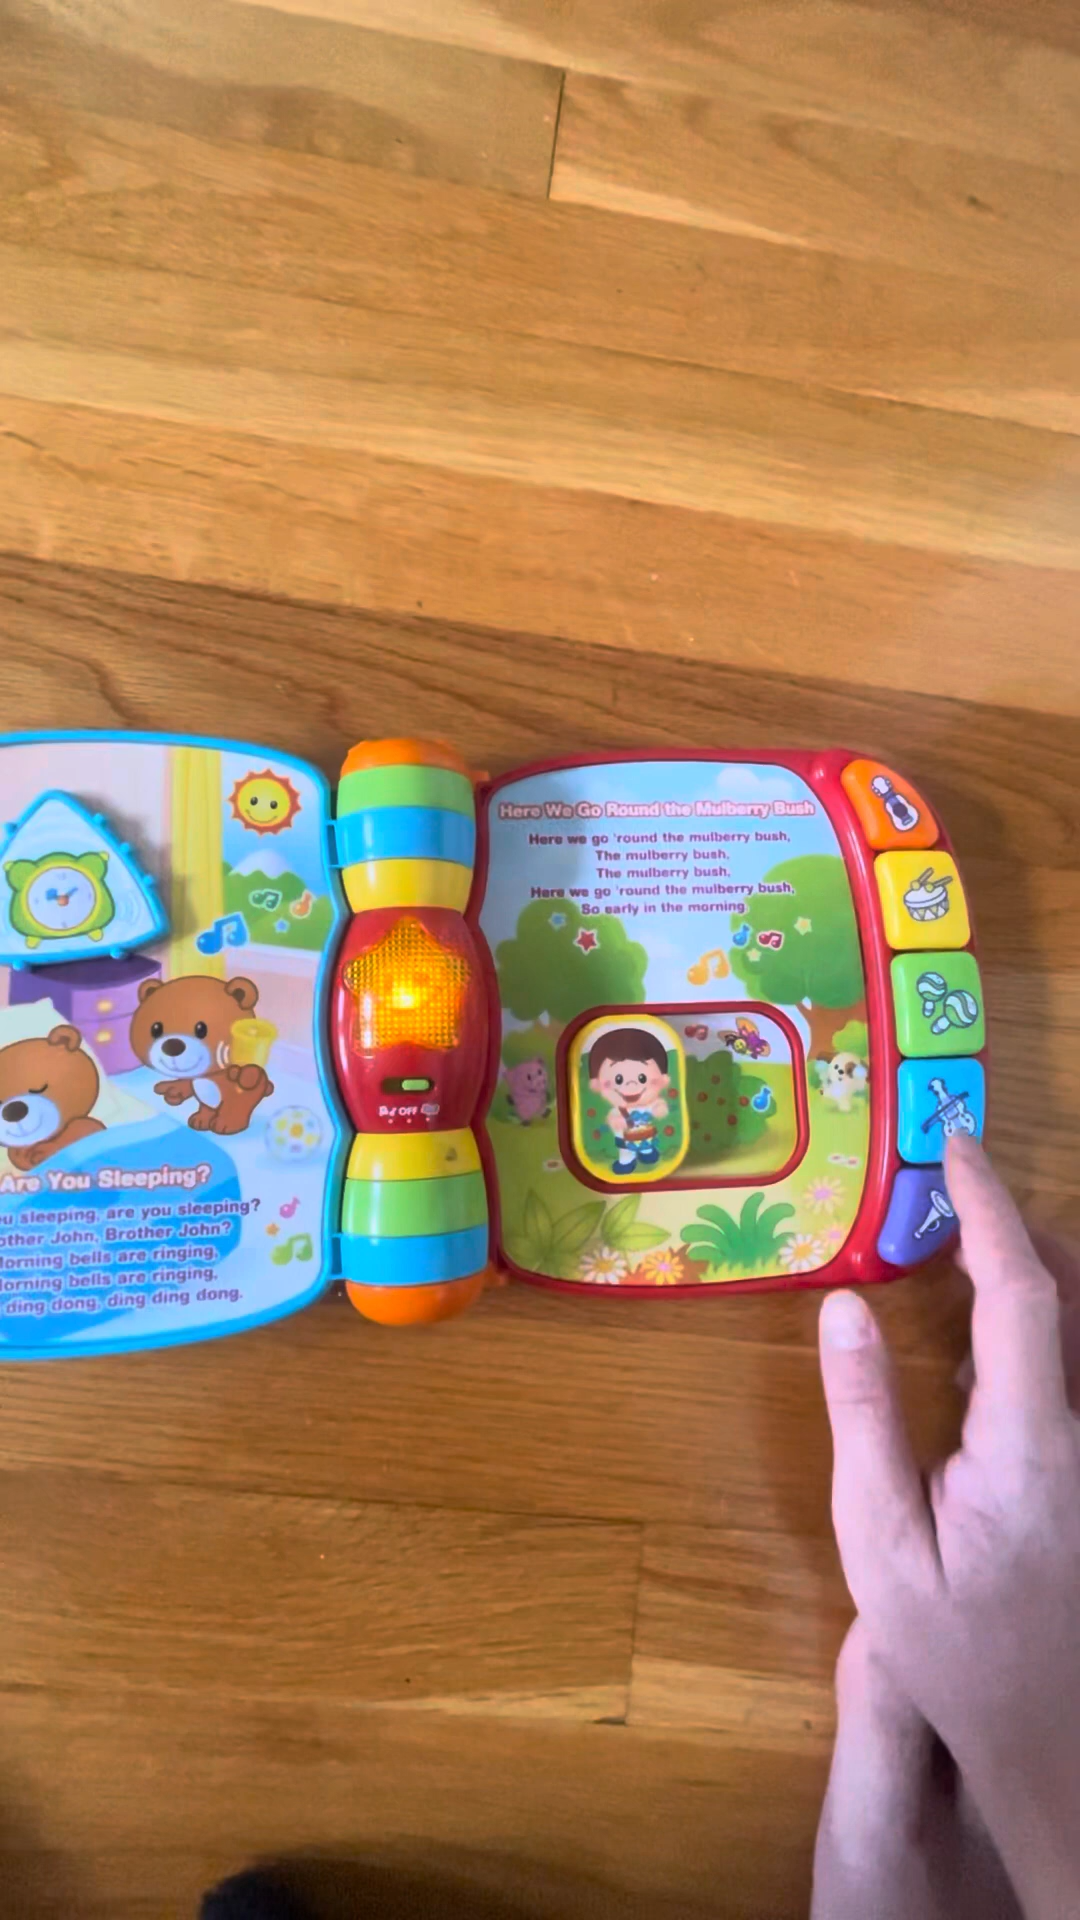 Here We Go Round the Mulberry Bush
Here we go 'round the mulberry bush,
The mulberry bush,
The mulberry bush,
Here we go 'round the mulberry bush,
So early in the morning.
OFF
Are You Sleeping?
sleeping, are you sleeping?
John, Brother John?
bells are ringing,
bells are ringing,
ding dong, ding ding dong.